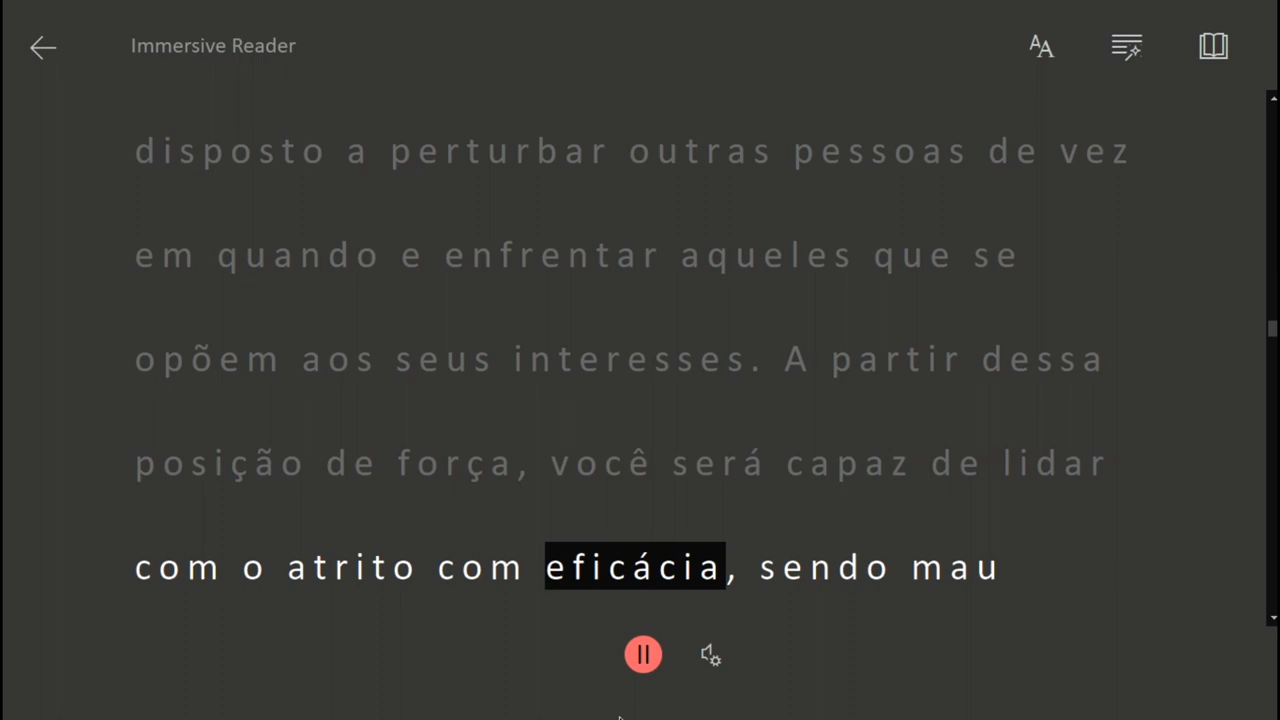 Immersive Reader
disposto a perturbar outras pessoas de vez
em quando e enfrentar aqueles que se
opõem aos seus interesses. A partir dessa
posição de força, você será capaz de lidar
com o atrito com eficácia, sendo mau